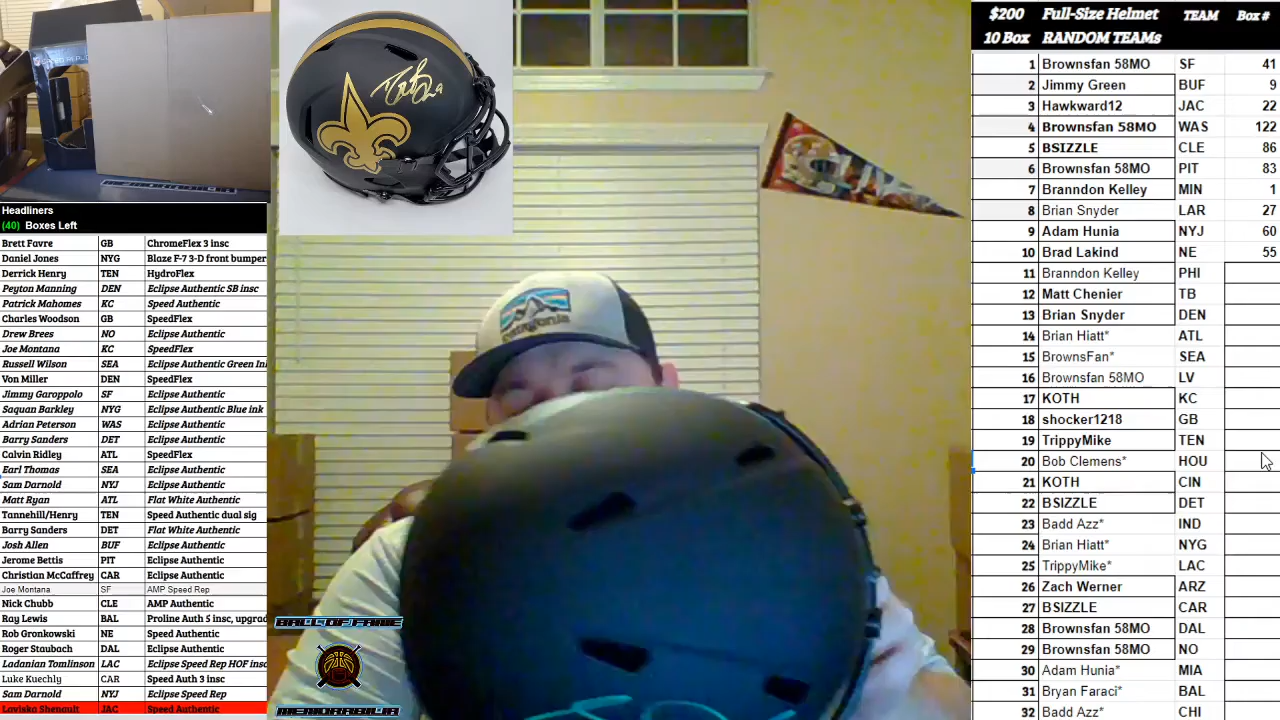 $200 Full-Size Helmet TEAM Box #
10 Box RANDOM TEAMs
1 Brownsfan 58MO SF 41
2 Jimmy Green BUF 9
3 Hawkward12 JAC 22
4 Brownsfan 58MO WAS 122
5 BSIZZLE CLE 86
6 Brownsfan 58MO PIT 83
7 Branndon Kelley MIN 1
8 Brian Snyder LAR 27
9 Adam Hunia NYJ 60
10 Brad Lakind NE 55
11 Branndon Kelley PHI
12 Matt Chenier TB
13 Brian Snyder DEN
14 Brian Hiatt* ATL
15 BrownsFan* SEA
16 Brownsfan 58MO LV
17 KOTH KC
18 shocker1218 GB
19 TrippyMike TEN
20 Bob Clemens* HOU
21 KOTH CIN
22 BSIZZLE DET
23 Badd Azz* IND
24 Brian Hiatt* NYG
25 TrippyMike* LAC
26 Zach Werner ARZ
27 BSIZZLE CAR
28 Brownsfan 58MO DAL
29 Brownsfan 58MO NO
30 Adam Hunia* MIA
31 Bryan Faraci* BAL
32 Badd Azz* CHI
Headliners
(40) Boxes Left
Brett Favre GB ChromeFlex 3 insc
Daniel Jones NYG Blaze F-7 3-D front bumper
Derrick Henry TEN HydroFlex
Peyton Manning DEN Eclipse Authentic SB insc
Patrick Mahomes KC Speed Authentic
Charles Woodson GB SpeedFlex
Drew Brees NO Eclipse Authentic
Joe Montana KC SpeedFlex
Russell Wilson SEA Eclipse Authentic Green In
Von Miller DEN SpeedFlex
Jimmy Garoppolo SF Eclipse Authentic
Saquan Barkley NYG Eclipse Authentic Blue ink
Adrian Peterson WAS Eclipse Authentic
Barry Sanders DET Eclipse Authentic
Calvin Ridley ATL SpeedFlex
Earl Thomas SEA Eclipse Authentic
Sam Darnold NYJ Eclipse Authentic
Matt Ryan ATL Flat White Authentic
Tannehill/Henry TEN Speed Authentic dual sig
Barry Sanders DET Flat White Authentic
Josh Allen BUF Eclipse Authentic
Jerome Bettis PIT Eclipse Authentic
Christian McCaffrey CAR Eclipse Authentic
Joe Montana SF AMP Speed Rep
Nick Chubb CLE AMP Authentic
Ray Lewis BAL Proline Auth 5 insc, upgrad
Rob Gronkowski NE Speed Authentic
Roger Staubach DAL Eclipse Authentic
Ladanian Tomlinson LAC Eclipse Speed Rep HOF insc
Luke Kuechly CAR Speed Auth 3 insc
Sam Darnold NYJ Eclipse Speed Rep
Laviska Shenault JAC Speed Authentic
patagonia
BALL OF FAME
MEMORABILIA